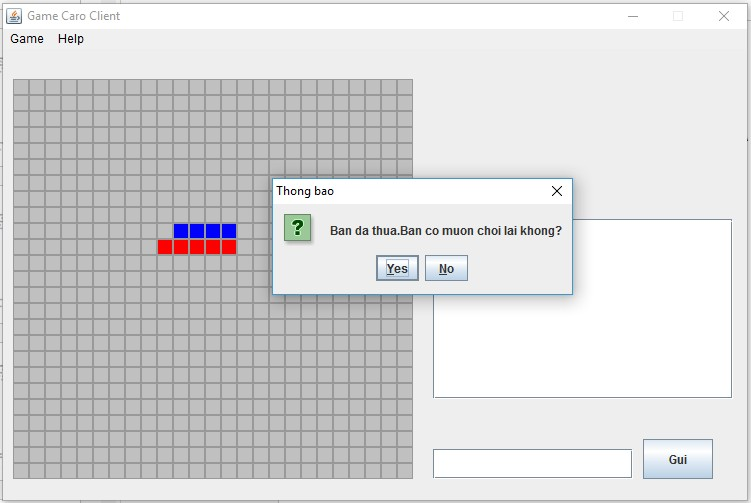 Game Caro Client
Game Help
Thong bao
?
Ban da thua.Ban co muon choi lai khong?
Yes No
Gui